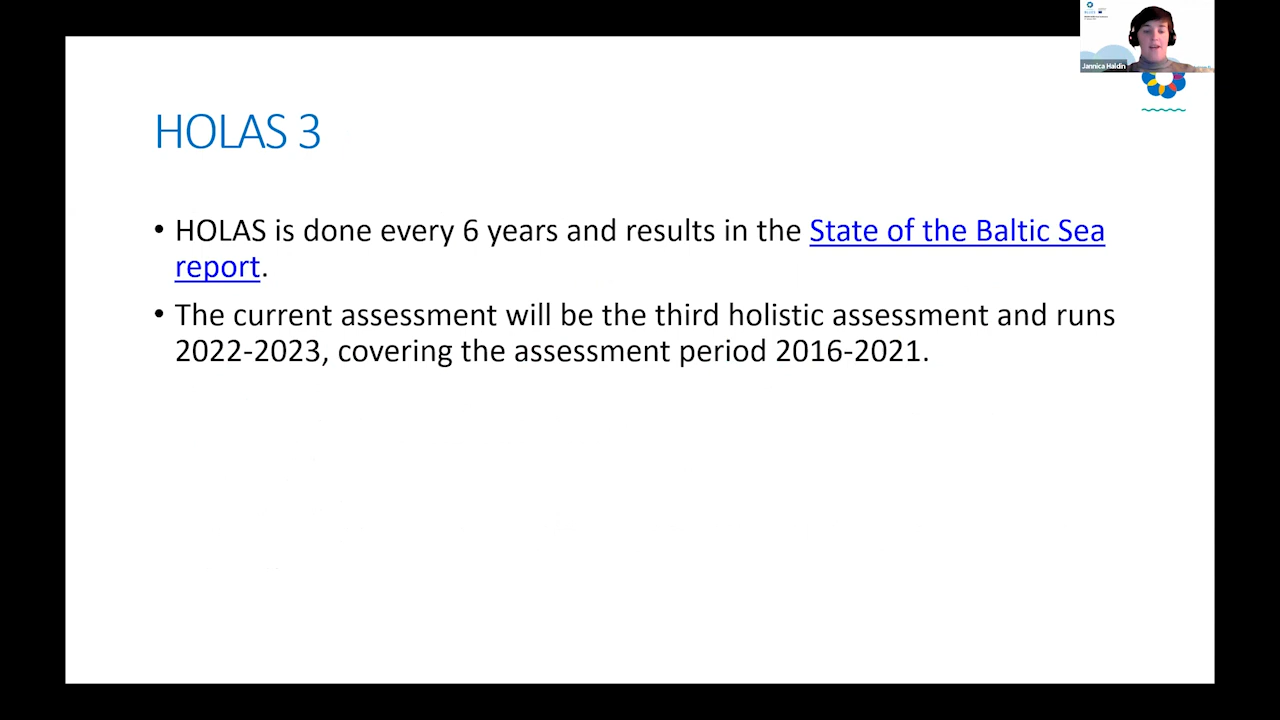 Jannica Haldin
HOLAS 3
• HOLAS is done every 6 years and results in the State of the Baltic Sea
report.
• The current assessment will be the third holistic assessment and runs
2022-2023, covering the assessment period 2016-2021.